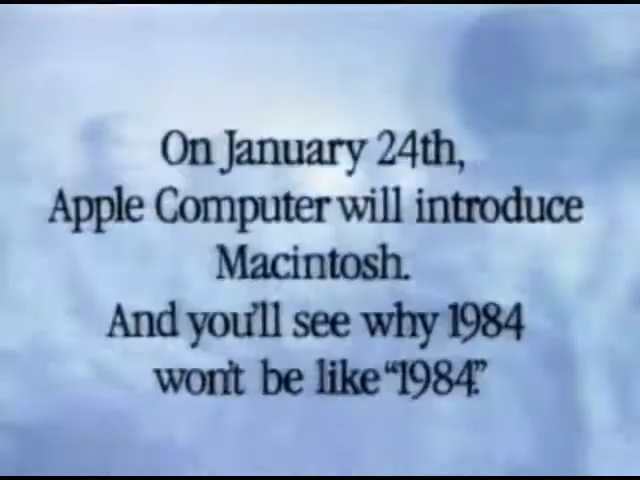 On January 24th,
Apple Computer will introduce
Macintosh.
And you'll see why 1984
won't be like “1984.”